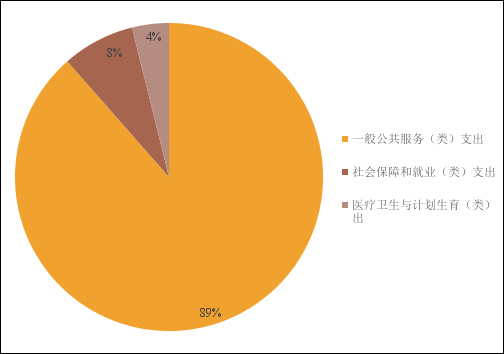 4%
8%
一般公共服务（类）支出
社会保障和就业（类）支出
医疗卫生与计划生育（类）
出
89%